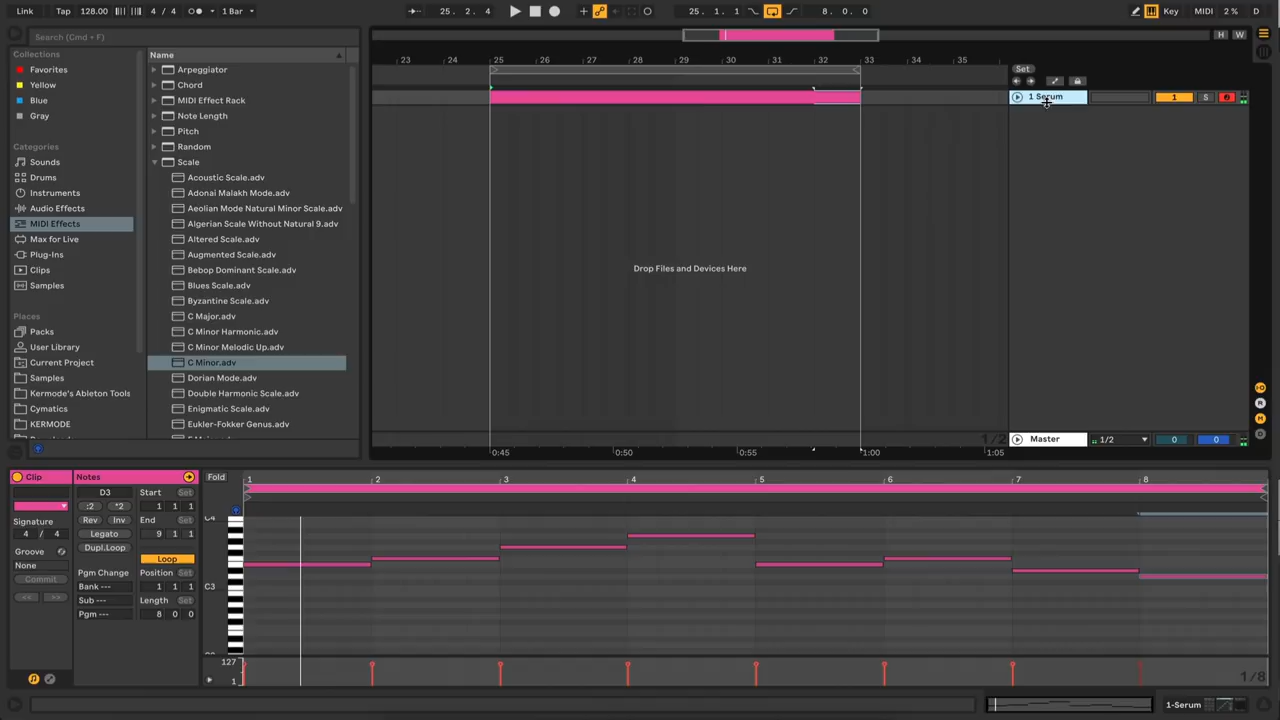 Link Tap 128.00 4 / 4 1 Bar 25. 2. 4 25. 1. 1 8. 0. 0 Key MIDI 2 % D
Search (Cmd + F)
H W
Collections
Favorites
Yellow
Blue
Gray
Categories
Sounds
Drums
Instruments
Audio Effects
MIDI Effects
Max for Live
Plug-Ins
Clips
Samples
Places
Packs
User Library
Current Project
Samples
Kermode's Ableton Tools
Cymatics
KERMODE
Name
Arpeggiator
Chord
MIDI Effect Rack
Note Length
Pitch
Random
Scale
Acoustic Scale.adv
Adonai Malakh Mode.adv
Aeolian Mode Natural Minor Scale.adv
Algerian Scale Without Natural 9.adv
Altered Scale.adv
Augmented Scale.adv
Bebop Dominant Scale.adv
Blues Scale.adv
Byzantine Scale.adv
C Major.adv
C Minor Harmonic.adv
C Minor Melodic Up.adv
C Minor.adv
Dorian Mode.adv
Double Harmonic Scale.adv
Enigmatic Scale.adv
Eukler-Fokker Genus.adv
23 24 25 26 27 28 29 30 31 32 33 34 35
Set
1 Serum 1 S
Drop Files and Devices Here
1/2
Master 1/2 0 0
0:45 0:50 0:55 1:00 1:05
Clip
Signature
4 / 4
Groove
None
Commit
<< >>
Notes
D3
:2 *2
Rev Inv
Legato
Dupl.Loop
Pgm Change
Bank ---
Sub ---
Pgm ---
Start Set
1 1 1
End Set
9 1 1
Loop
Position Set
1 1 1
Length Set
8 0 0
Fold
1 2 3 4 5 6 7 8
C4
C3
127
1
1/8
1-Serum